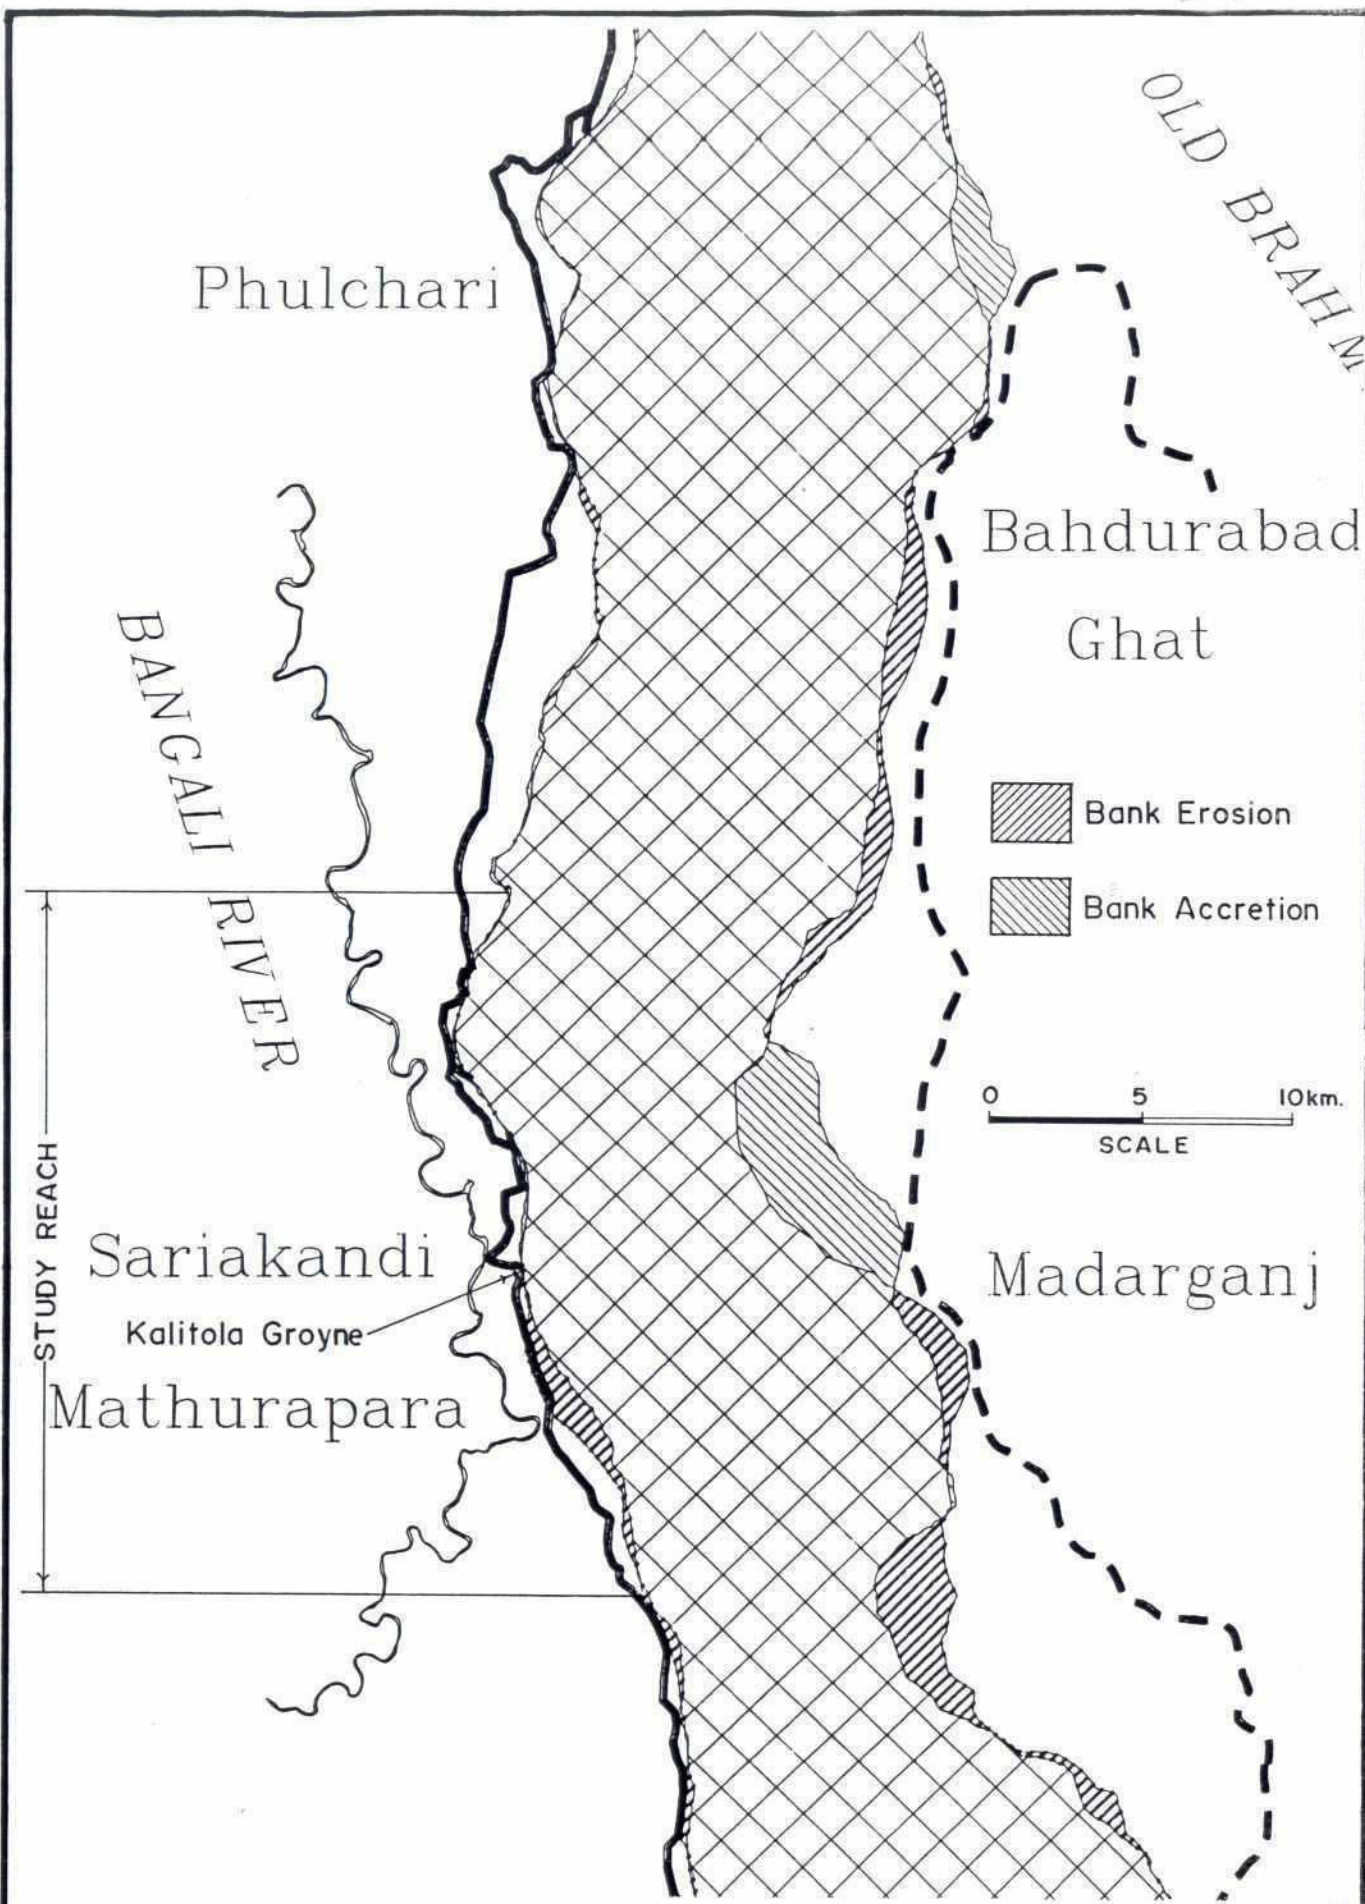 OLD BRAHM
Phulchari
Bahdurabad
Ghat
BANGALI RIVER
Bank Erosion
Bank Accretion
0 5 10km.
SCALE
STUDY REACH
Sariakandi
Madarganj
Kalitola Groyne
Mathurapara